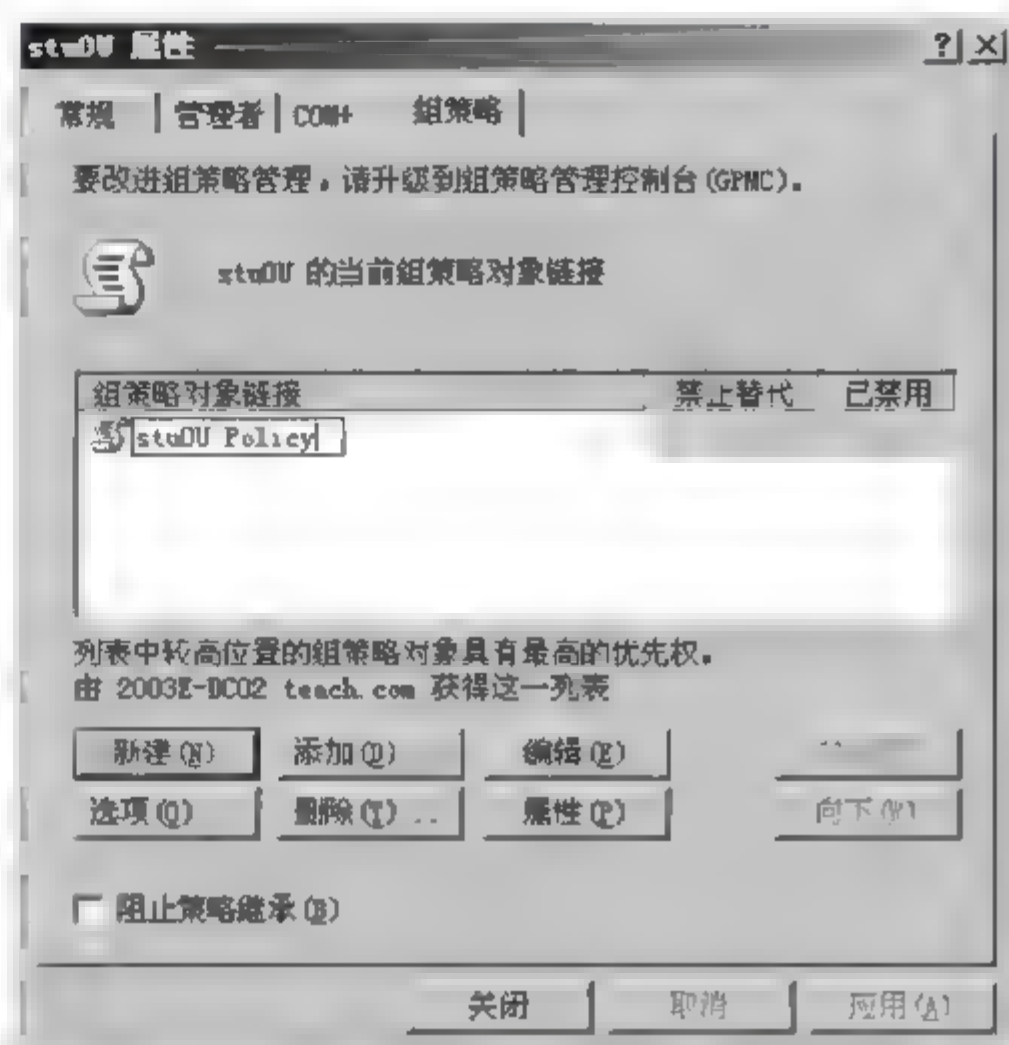 stuOU 属性
常规 管理者 COM+ 组策略
要改进组策略管理，请升级到组策略管理控制台(GPMC)。
stuOU 的当前组策略对象链接
组策略对象链接 禁止替代 已禁用
stuOU Policy
列表中较高位置的组策略对象具有最高的优先权。
由 2003E-DC02 teach.com 获得这一列表
新建(N) 添加(D) 编辑(E)
选项(O) 删除(T)... 属性(P) 向下(W)
阻止策略继承(B)
关闭 取消 应用(A)